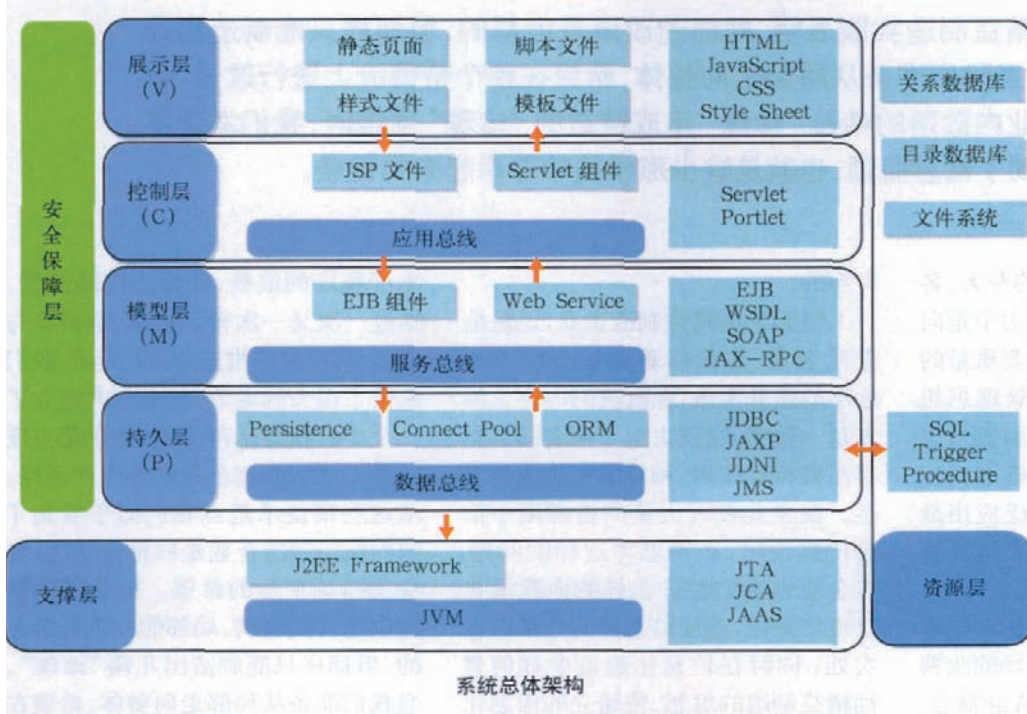 安全保障层
展示层
(V)
静态页面
脚本文件
样式文件
模板文件
HTML
JavaScript
CSS
Style Sheet
控制层
(C)
JSP 文件
Servlet 组件
应用总线
Servlet
Portlet
模型层
(M)
EJB 组件
Web Service
服务总线
EJB
WSDL
SOAP
JAX-RPC
持久层
(P)
Persistence
Connect Pool
ORM
数据总线
JDBC
JAXP
JDNI
JMS
支撑层
J2EE Framework
JVM
JTA
JCA
JAAS
关系数据库
目录数据库
文件系统
SQL
Trigger
Procedure
资源层
系统总体架构